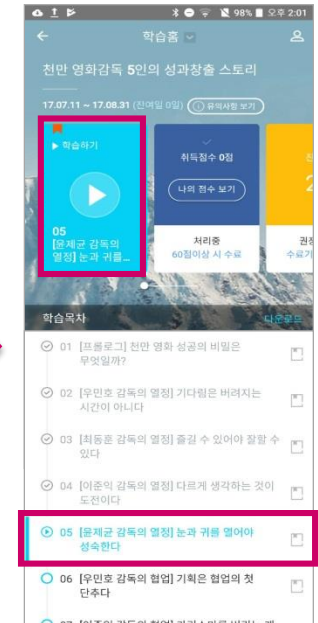 98% 오후 2:01
학습홈
천만 영화감독 5인의 성과창출 스토리
17.07.11 ~ 17.08.31 (잔여일 0일) 유의사항 보기
학습하기
05
[윤제균 감독의
열정] 눈과 귀를...
취득점수 0점
나의 점수 보기
처리중
60점이상 시 수료
2
수료기
학습목차
다운로드
01 [프롤로그] 천만 영화 성공의 비밀은
무엇일까?
02 [우민호 감독의 열정] 기다림은 버려지는
시간이 아니다
03 [최동훈 감독의 열정] 즐길 수 있어야 잘할 수
있다
04 [이준익 감독의 열정] 다르게 생각하는 것이
도전이다
05 [윤제균 감독의 열정] 눈과 귀를 열어야
성숙한다
06 [우민호 감독의 협업] 기획은 협업의 첫
단추다